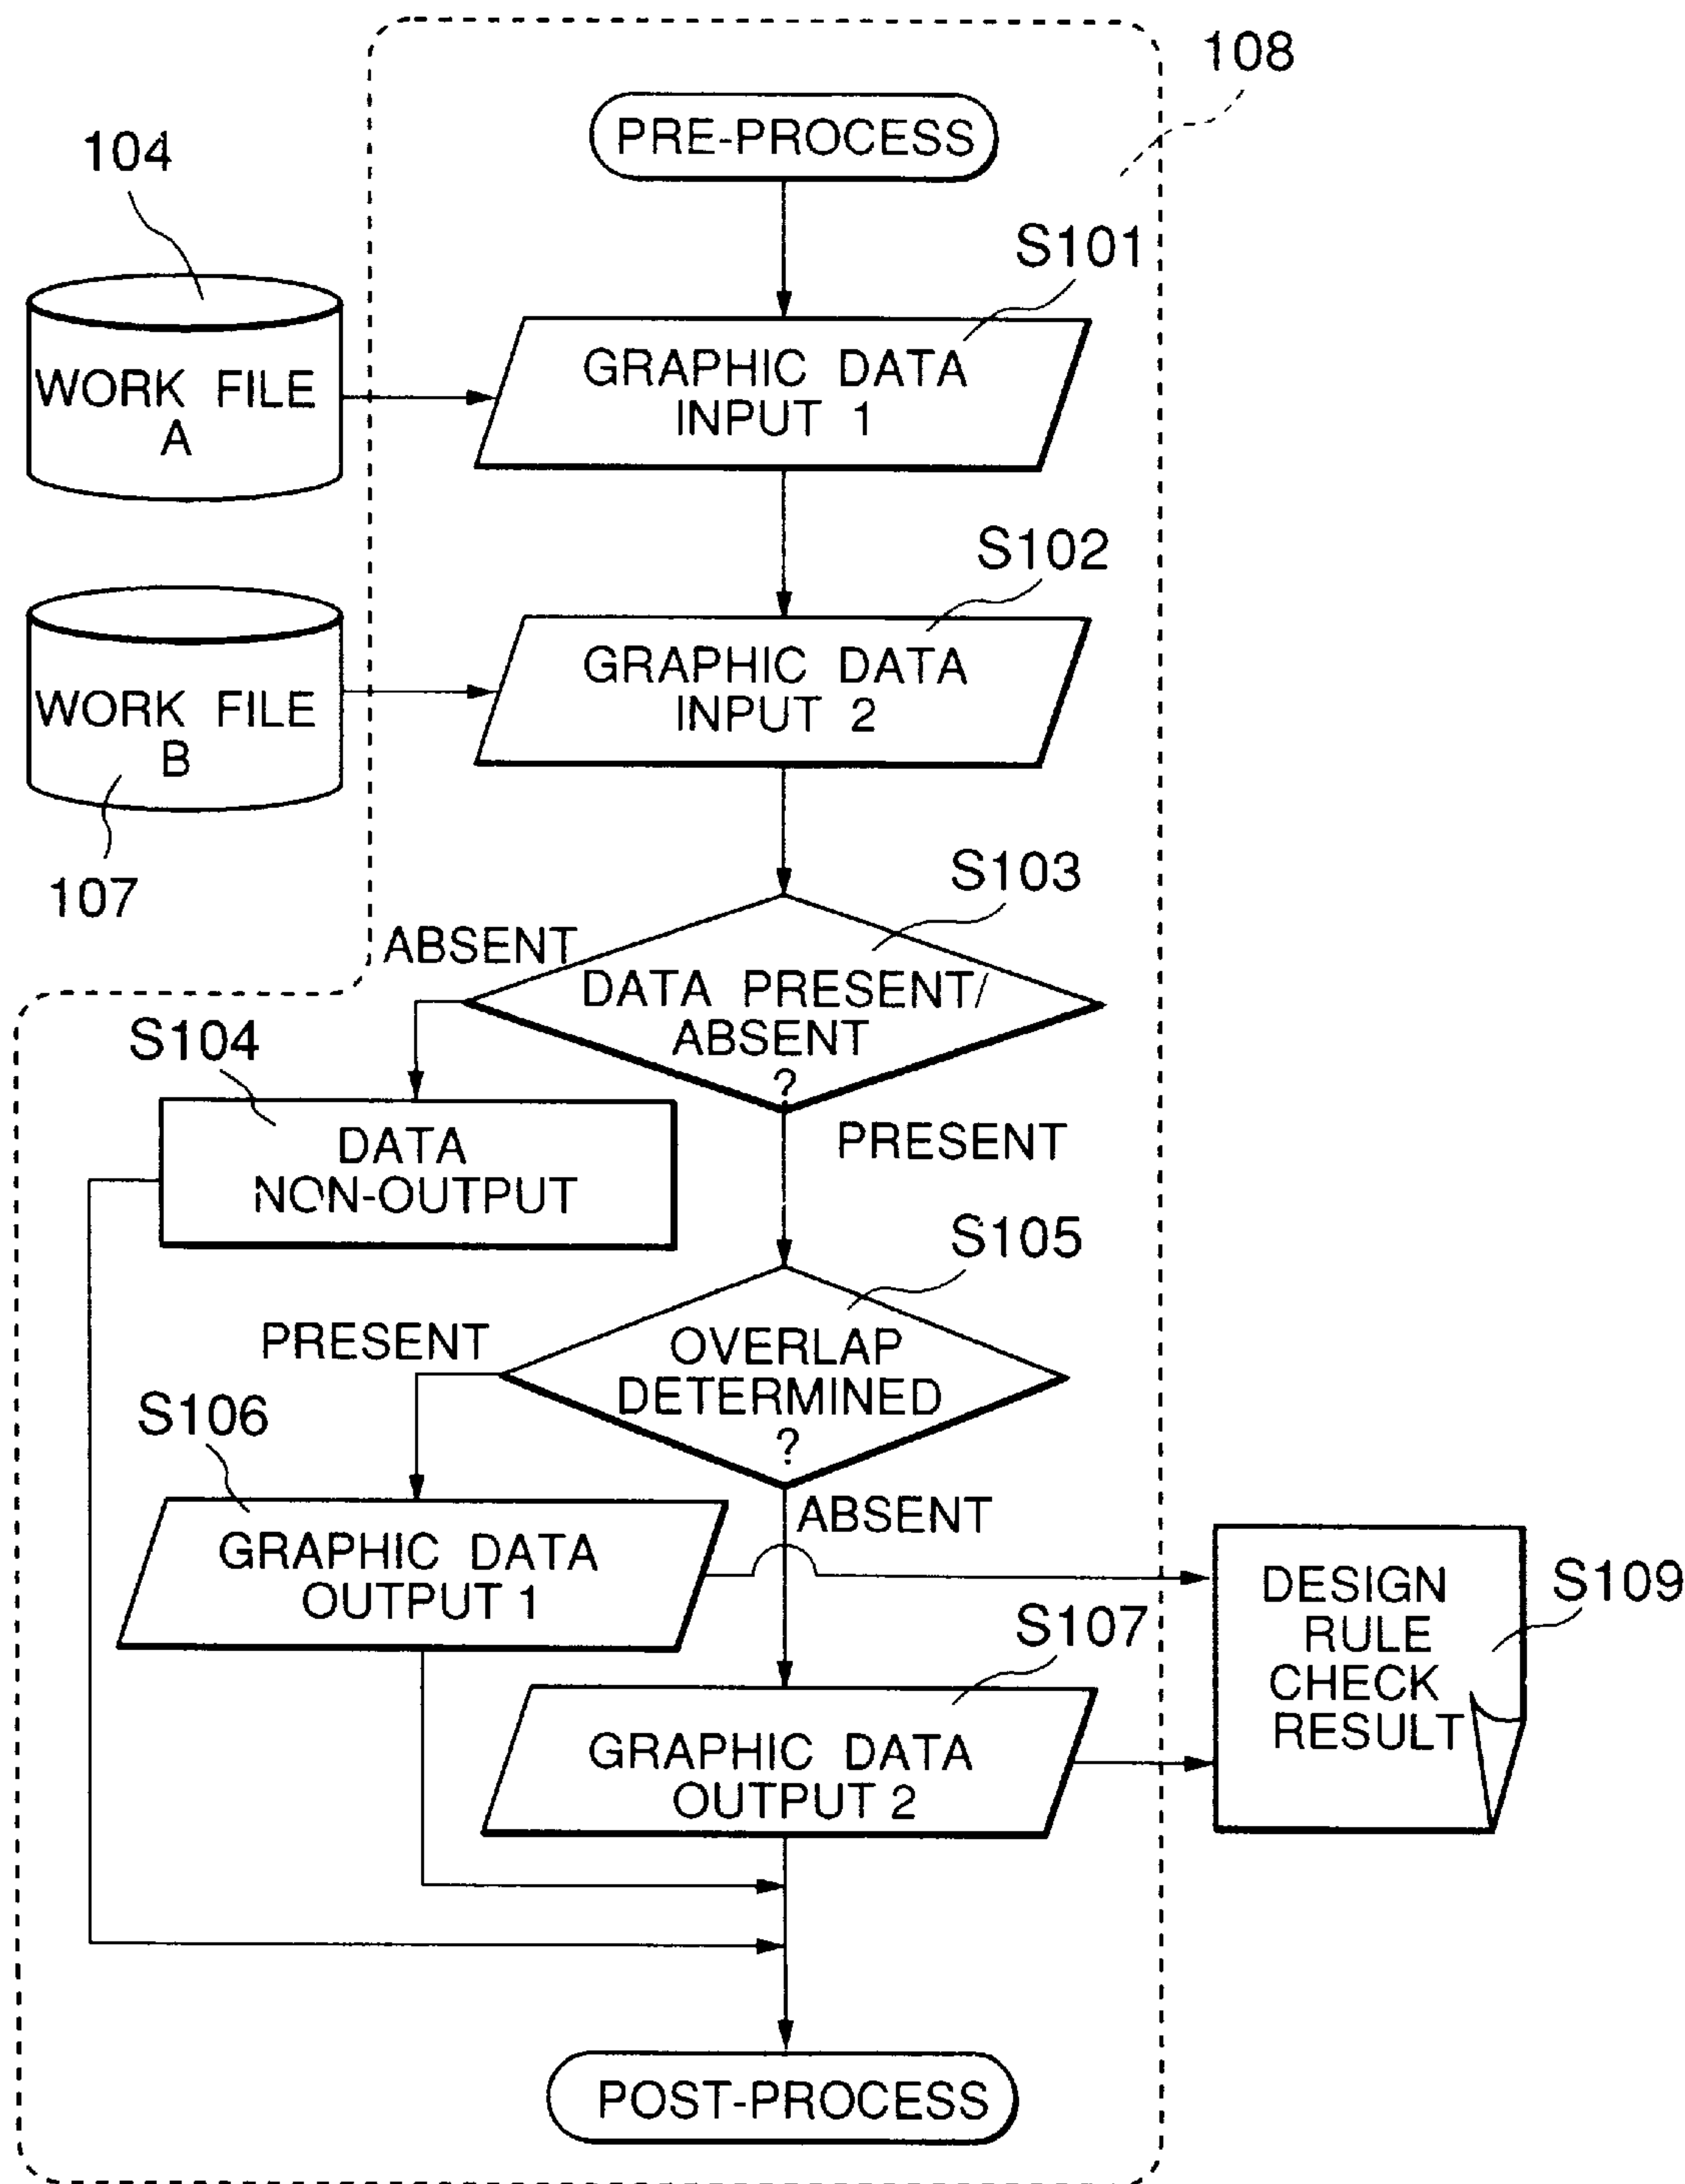 108
PRE-PROCESS
104
S101
WORK FILE
A
GRAPHIC DATA
INPUT 1
S102
WORK FILE
B
GRAPHIC DATA
INPUT 2
107
S103
ABSENT
DATA PRESENT/
ABSENT
?
S104
DATA
NON-OUTPUT
PRESENT
S105
PRESENT
OVERLAP
DETERMINED
?
S106
ABSENT
GRAPHIC DATA
OUTPUT 1
DESIGN
RULE
CHECK
RESULT
S109
S107
GRAPHIC DATA
OUTPUT 2
POST-PROCESS